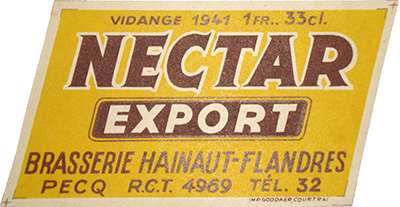 VIDANGE 1941 1FR.. 33cl.
NECTAR
EXPORT
BRASSERIE HAINAUT-FLANDRES
PECQ R.C.T. 4969 TÉL. 32
IMP. GODDAER, COURTRAI